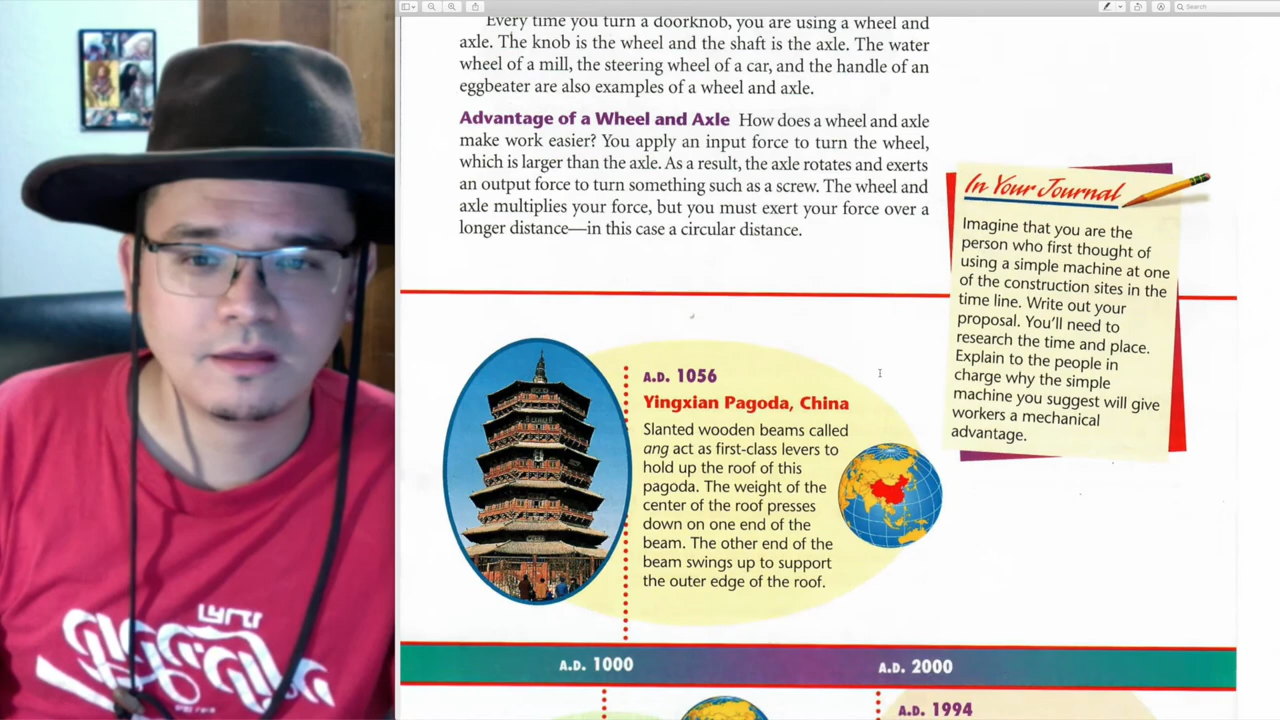 Search
Every time you turn a doorknob, you are using a wheel and
axle. The knob is the wheel and the shaft is the axle. The water
wheel of a mill, the steering wheel of a car, and the handle of an
eggbeater are also examples of a wheel and axle.
Advantage of a Wheel and Axle How does a wheel and axle
make work easier? You apply an input force to turn the wheel,
which is larger than the axle. As a result, the axle rotates and exerts
an output force to turn something such as a screw. The wheel and
axle multiplies your force, but you must exert your force over a
longer distance—in this case a circular distance.
In Your Journal
Imagine that you are the
person who first thought of
using a simple machine at one
of the construction sites in the
time line. Write out your
proposal. You'll need to
research the time and place.
Explain to the people in
charge why the simple
machine you suggest will give
workers a mechanical
advantage.
A.D. 1056
Yingxian Pagoda, China
Slanted wooden beams called
ang act as first-class levers to
hold up the roof of this
pagoda. The weight of the
center of the roof presses
down on one end of the
beam. The other end of the
beam swings up to support
the outer edge of the roof.
A.D. 1000
A.D. 2000
A.D. 1994